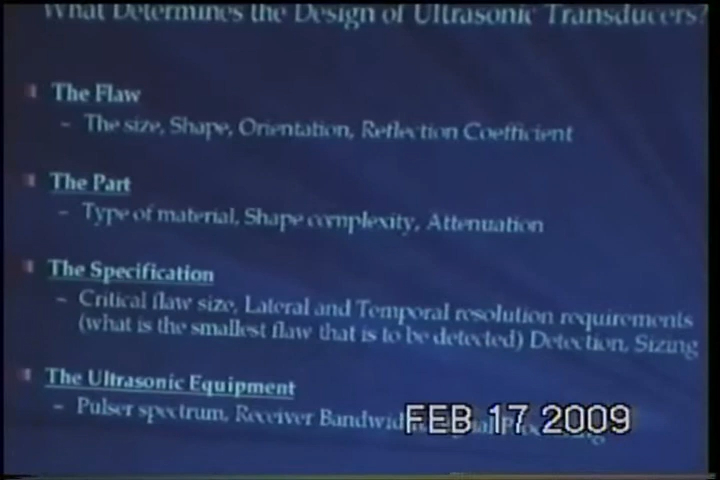 What Determines the Design of Ultrasonic Transducers?
The Flaw
– The size, Shape, Orientation, Reflection Coefficient
The Part
– Type of material, Shape complexity, Attenuation
The Specification
– Critical flaw size, Lateral and Temporal resolution requirements
(what is the smallest flaw that is to be detected) Detection, Sizing
The Ultrasonic Equipment
– Pulser spectrum, Receiver
FEB 17 2009